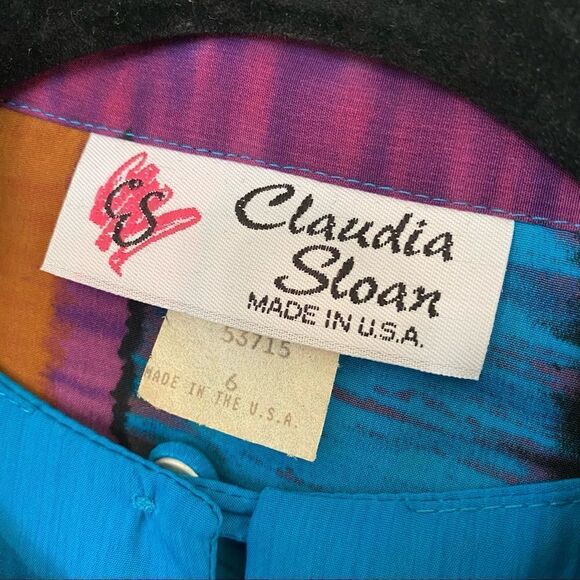 CS
Claudia
Sloan
MADE IN U.S.A.
53715
6
MADE IN THE U.S.A.